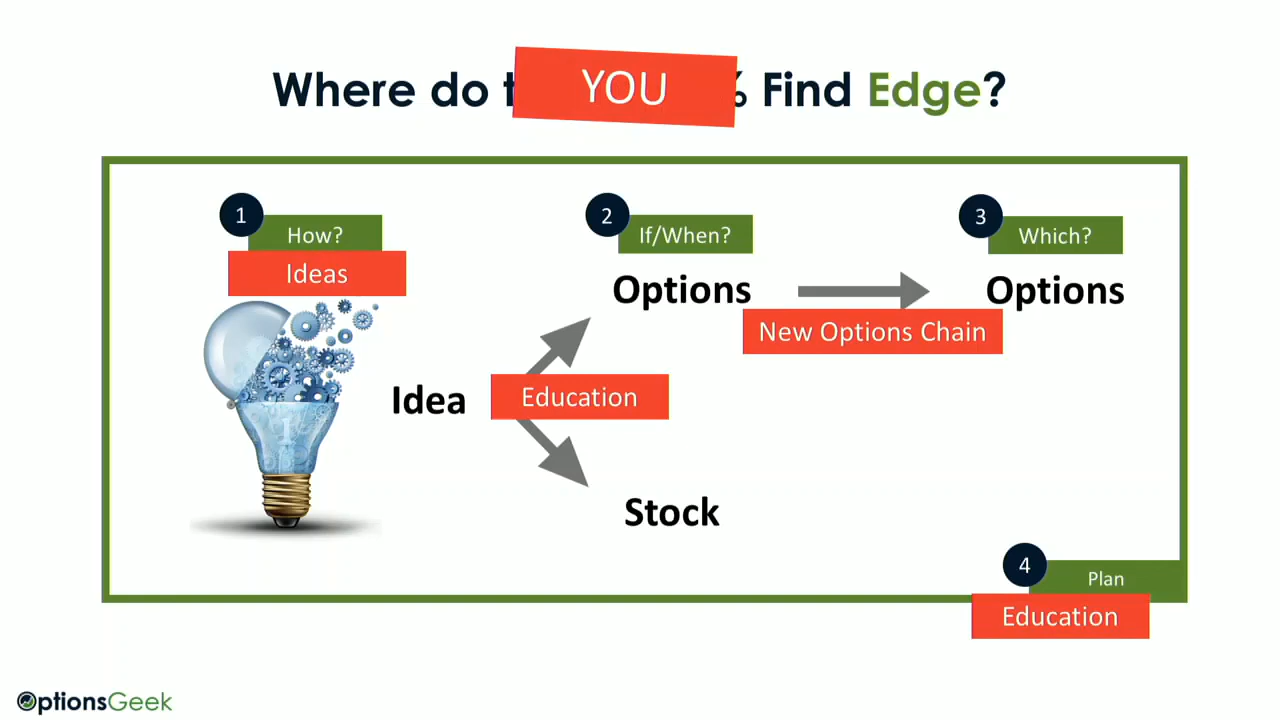 Where do t YOU % Find Edge?
1
How?
Ideas
2
If/When?
Options
3
Which?
Options
New Options Chain
Idea
Education
Stock
4
Plan
Education
OptionsGeek